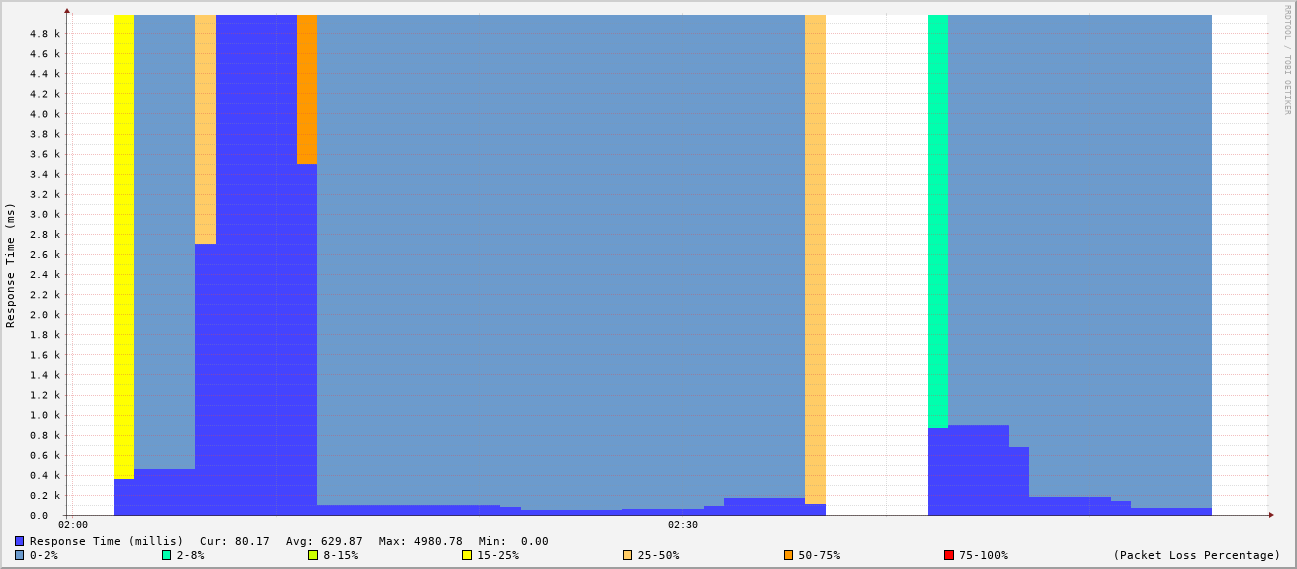 RRDTOOL / TOBI OETIKER
Response Time (ms)
4.8 k
4.6 k
4.4 k
4.2 k
4.0 k
3.8 k
3.6 k
3.4 k
3.2 k
3.0 k
2.8 k
2.6 k
2.4 k
2.2 k
2.0 k
1.8 k
1.6 k
1.4 k
1.2 k
1.0 k
0.8 k
0.6 k
0.4 k
0.2 k
0.0
02:00 02:30
Response Time (millis) Cur: 80.17 Avg: 629.87 Max: 4980.78 Min: 0.00
0-2% 2-8% 8-15% 15-25% 25-50% 50-75% 75-100% (Packet Loss Percentage)